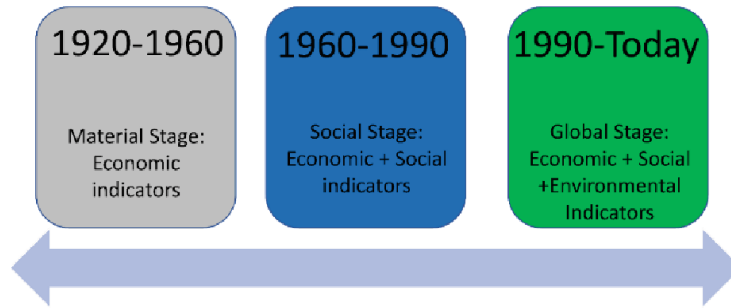 1920-1960
Material Stage:
Economic
indicators
1960-1990
Social Stage:
Economic + Social
indicators
1990-Today
Global Stage:
Economic + Social
+Environmental
Indicators